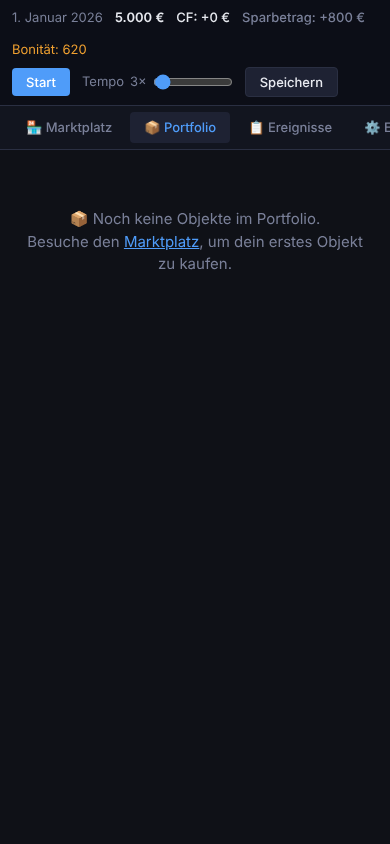 1. Januar 2026 5.000 € CF: +0 € Sparbetrag: +800 €
Bonität: 620
Start Tempo 3× Speichern
🏪 Marktplatz 📦 Portfolio 📋 Ereignisse ⚙️
📦 Noch keine Objekte im Portfolio.
Besuche den Marktplatz, um dein erstes Objekt
zu kaufen.